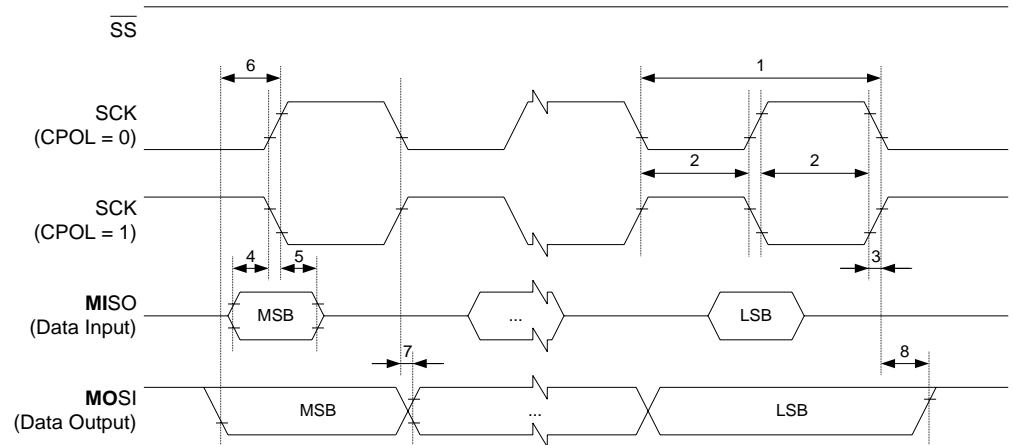 SS
6
1
SCK
(CPOL = 0)
2
2
SCK
(CPOL = 1)
4
5
3
MISO
(Data Input)
MSB
...
LSB
7
8
MOSI
(Data Output)
MSB
...
LSB